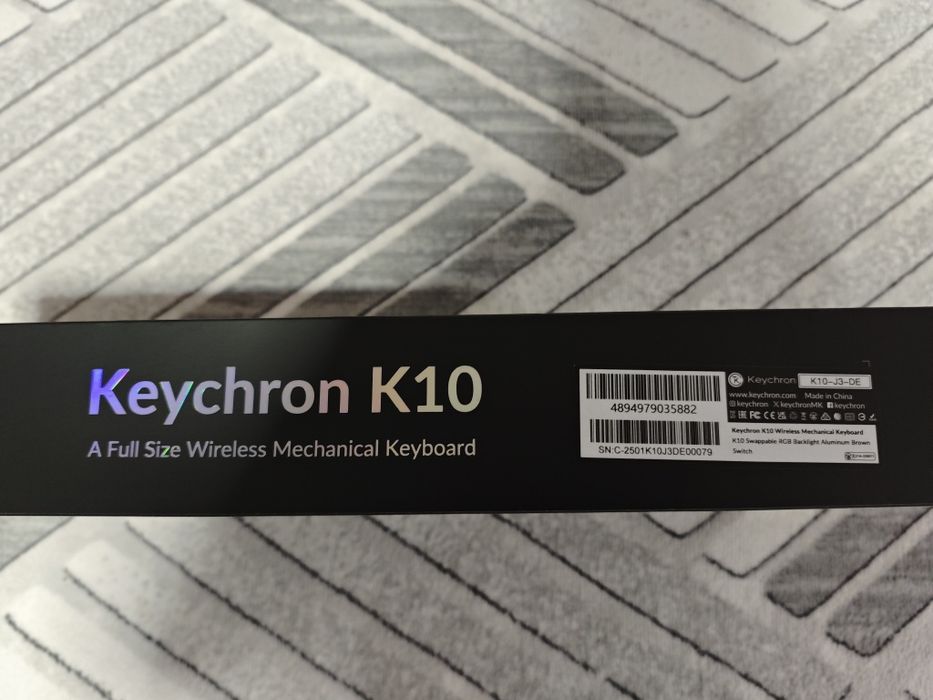 Keychron K10
A Full Size Wireless Mechanical Keyboard
4894979035882
SN:C-2501K10J3DE00079
Keychron K10-J3-DE
www.keychron.com Made in China
keychron keychronMK keychron
Keychron K10 Wireless Mechanical Keyboard
K10 Swappable RGB Backlight Aluminum Brown
Switch